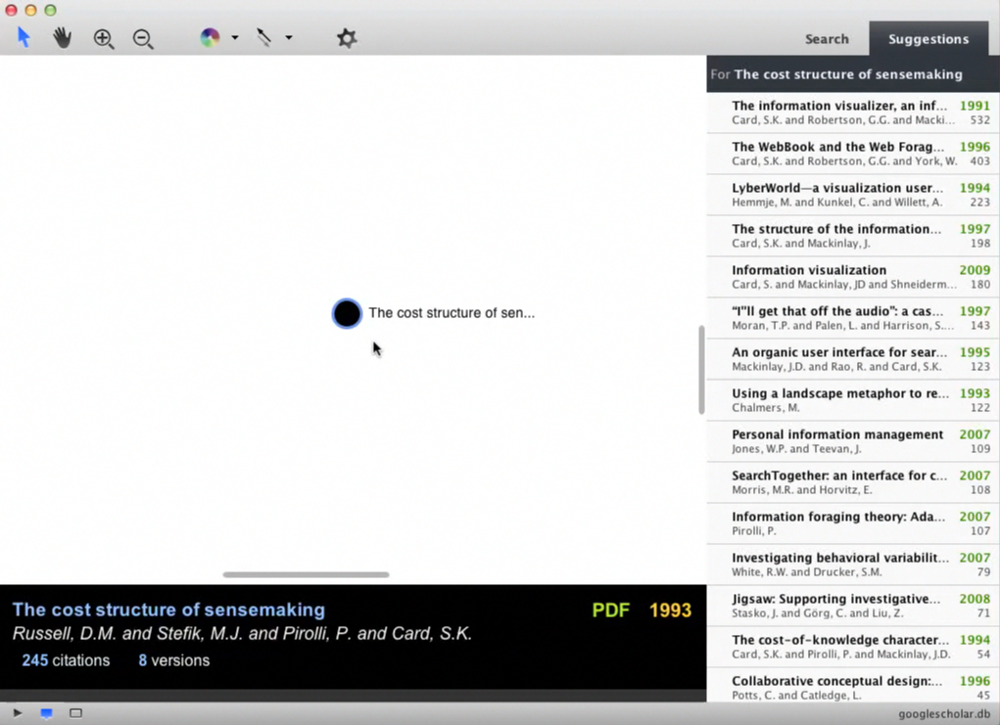 Search Suggestions
For The cost structure of sensemaking
The information visualizer, an inf... 1991
Card, S.K. and Robertson, G.G. and Macki... 532
The WebBook and the Web Forag... 1996
Card, S.K. and Robertson, G.G. and York, W. 403
LyberWorld—a visualization user... 1994
Hemmje, M. and Kunkel, C. and Willett, A. 223
The structure of the information... 1997
Card, S.K. and Mackinlay, J. 198
Information visualization 2009
Card, S. and Mackinlay, JD and Shneiderm... 180
“I"ll get that off the audio”: a cas... 1997
Moran, T.P. and Palen, L. and Harrison, S.... 143
An organic user interface for sear... 1995
Mackinlay, J.D. and Rao, R. and Card, S.K. 123
Using a landscape metaphor to re... 1993
Chalmers, M. 122
Personal information management 2007
Jones, W.P. and Teevan, J. 109
SearchTogether: an interface for c... 2007
Morris, M.R. and Horvitz, E. 108
Information foraging theory: Ada... 2007
Pirolli, P. 107
Investigating behavioral variabilit... 2007
White, R.W. and Drucker, S.M. 79
Jigsaw: Supporting investigative... 2008
Stasko, J. and Görg, C. and Liu, Z. 71
The cost-of-knowledge character... 1994
Card, S.K. and Pirolli, P. and Mackinlay, J.D. 54
Collaborative conceptual design:... 1996
Potts, C. and Catledge, L. 45
The cost structure of sen...
The cost structure of sensemaking PDF 1993
Russell, D.M. and Stefik, M.J. and Pirolli, P. and Card, S.K.
245 citations 8 versions
googlescholar.db